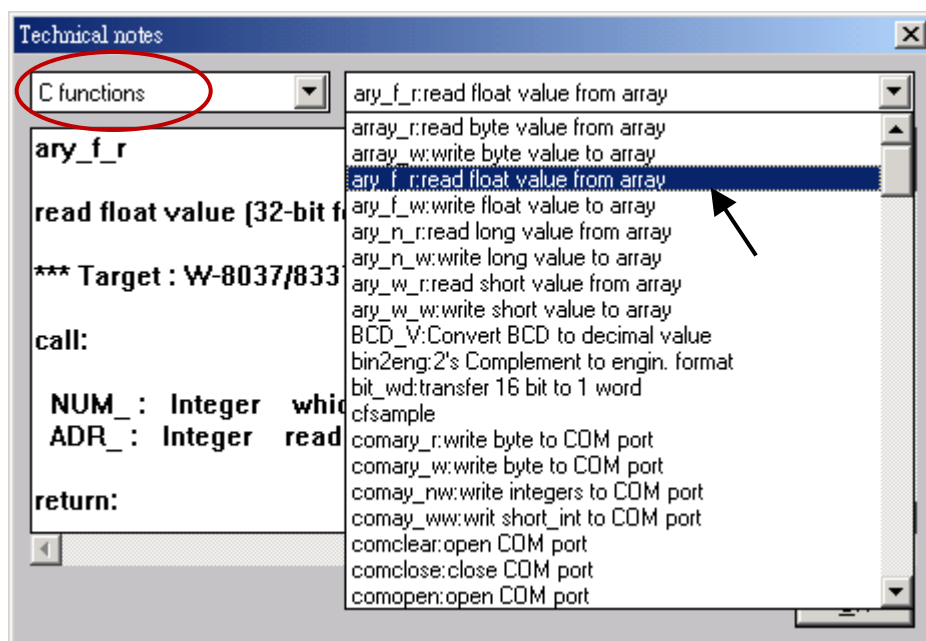 Technical notes
C functions
ary_f_r:read float value from array
ary_f_r
read float value (32-bit
*** Target : W-8037/833
call:
NUM_ : Integer
ADR_ : Integer read
return:
array_r:read byte value from array
array_w:write byte value to array
ary_f_r:read float value from array
ary_f_w:write float value to array
ary_n_r:read long value from array
ary_n_w:write long value to array
ary_w_r:read short value from array
ary_w_w:write short value to array
BCD_V:Convert BCD to decimal value
bin2eng:2's Complement to engin. format
bit_wd:transfer 16 bit to 1 word
cfsample
comary_r:write byte to COM port
comary_w:write byte to COM port
comay_nw:write integers to COM port
comay_ww:writ short_int to COM port
comclear:open COM port
comclose:close COM port
comopen:open COM port